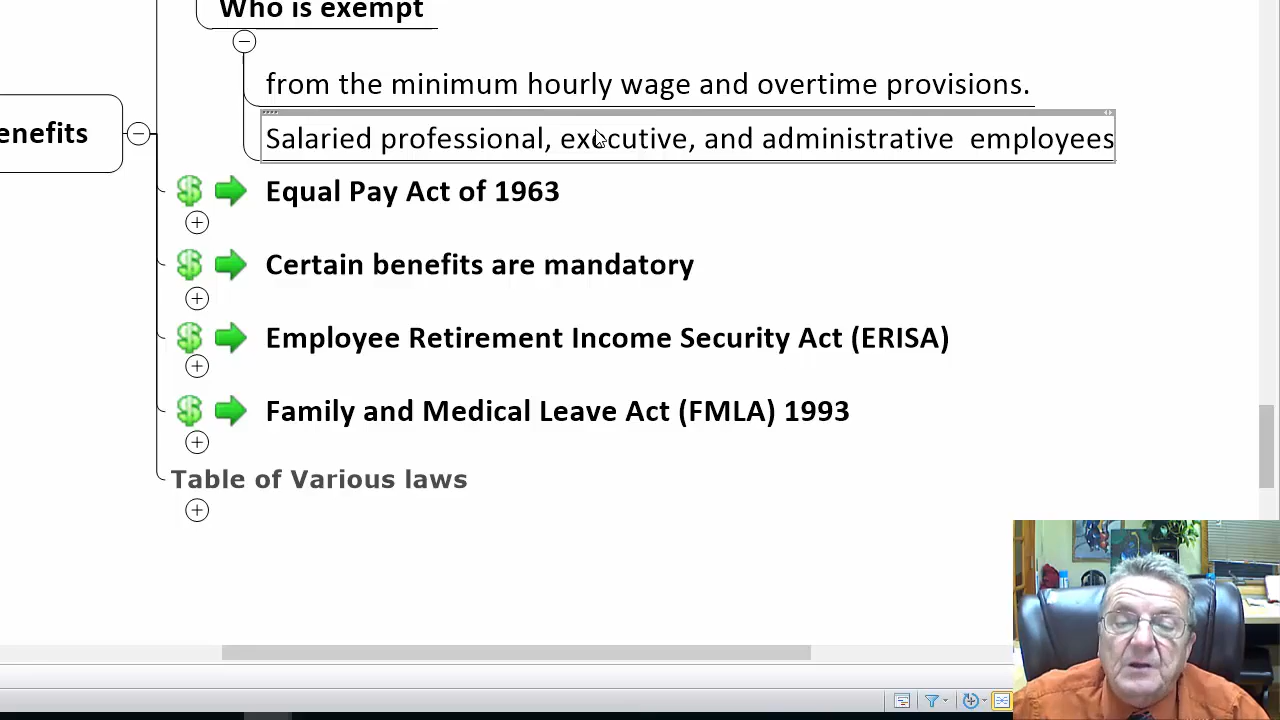 Who is exempt
from the minimum hourly wage and overtime provisions.
Salaried professional, executive, and administrative employees
enefits
Equal Pay Act of 1963
Certain benefits are mandatory
Employee Retirement Income Security Act (ERISA)
Family and Medical Leave Act (FMLA) 1993
Table of Various laws